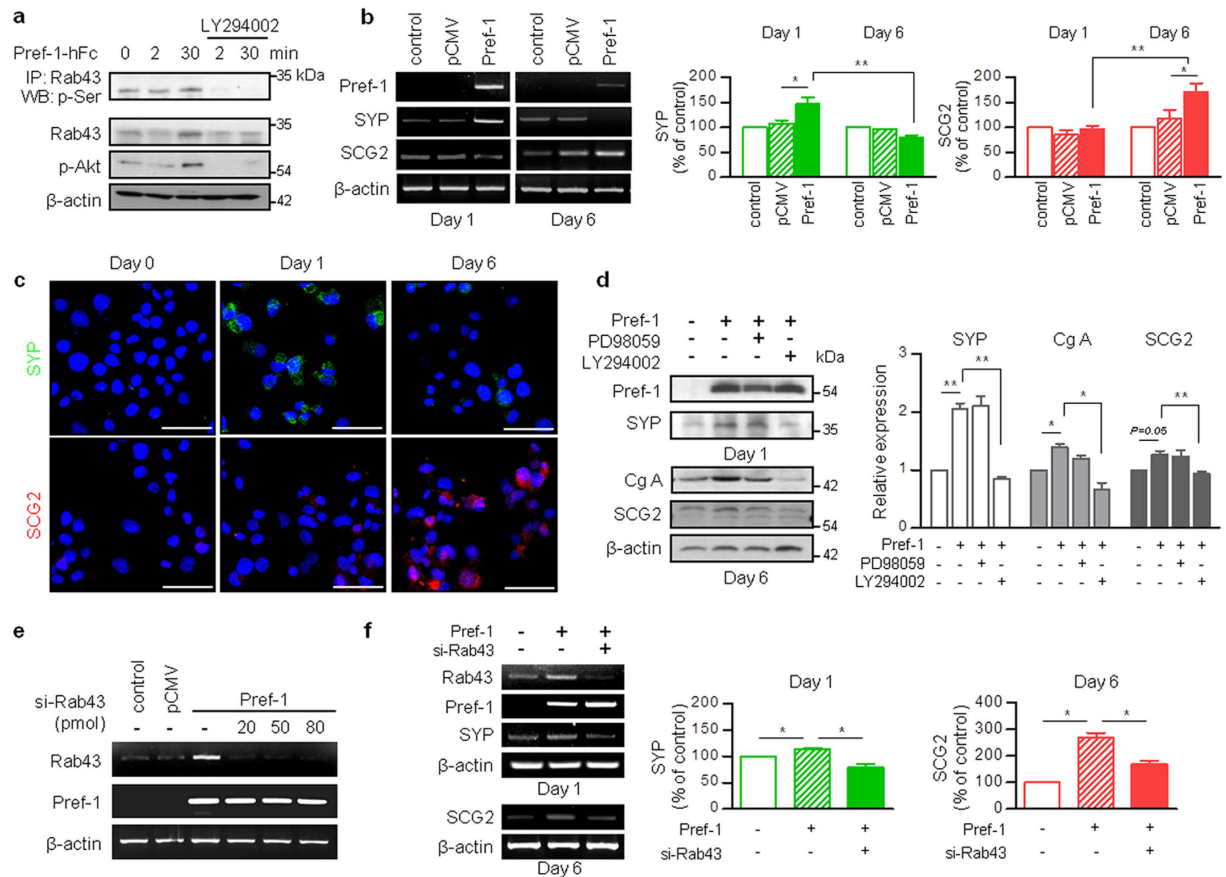 a
LY294002
Pref-1-hFc 0 2 30 2 30 min
IP: Rab43
WB: p-Ser
35 kDa
Rab43
35
p-Akt
54
β-actin
42
b
control pCMV Pref-1 control pCMV Pref-1
Pref-1
SYP
SCG2
β-actin
Day 1 Day 6
Day 1 Day 6
SYP
(% of control)
200
150
100
50
0
* **
control pCMV Pref-1 control pCMV Pref-1
Day 1 Day 6
SCG2
(% of control)
200
150
100
50
0
** *
control pCMV Pref-1 control pCMV Pref-1
c
Day 0 Day 1 Day 6
SYP
SCG2
d
Pref-1 - + + +
PD98059 - - + -
LY294002 - - - +
kDa
Pref-1
54
SYP
35
Day 1
Cg A
42
SCG2
54
β-actin
42
Day 6
SYP Cg A SCG2
Relative expression
3
2
1
0
** ** * * P=0.05 **
Pref-1 - + + + - + + + - + + +
PD98059 - - + - - - + - - - + -
LY294002 - - - + - - - + - - - +
e
control pCMV Pref-1
si-Rab43
(pmol)
- - - 20 50 80
Rab43
Pref-1
β-actin
f
Pref-1 - + +
si-Rab43 - - +
Rab43
Pref-1
SYP
β-actin
Day 1
SCG2
β-actin
Day 6
Day 1
SYP
(% of control)
200
150
100
50
0
* *
Pref-1 - + +
si-Rab43 - - +
Day 6
SCG2
(% of control)
400
300
200
100
0
* *
Pref-1 - + +
si-Rab43 - - +